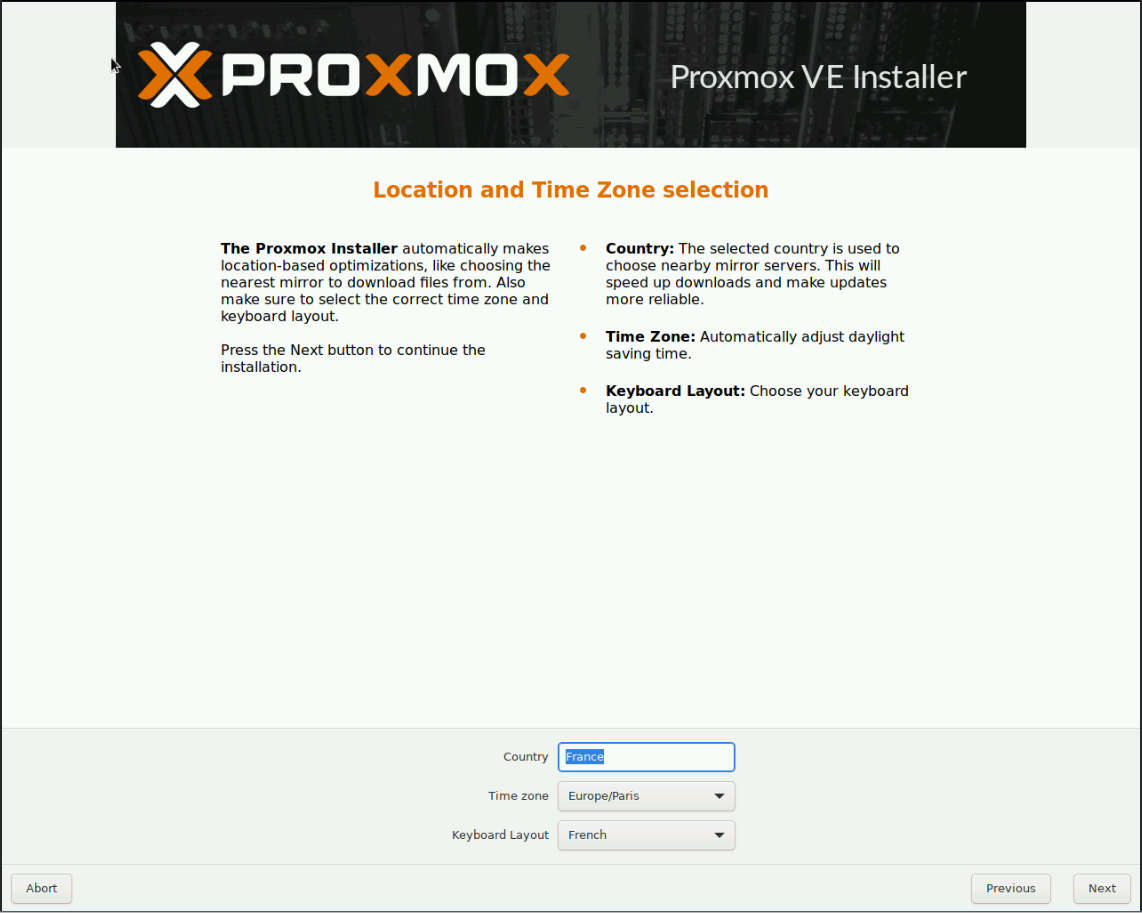 PROXMOX
Proxmox VE Installer
Location and Time Zone selection
The Proxmox Installer automatically makes
location-based optimizations, like choosing the
nearest mirror to download files from. Also
make sure to select the correct time zone and
keyboard layout.
Press the Next button to continue the
installation.
• Country: The selected country is used to
choose nearby mirror servers. This will
speed up downloads and make updates
more reliable.
• Time Zone: Automatically adjust daylight
saving time.
• Keyboard Layout: Choose your keyboard
layout.
Country France
Time zone Europe/Paris
Keyboard Layout French
Abort Previous Next